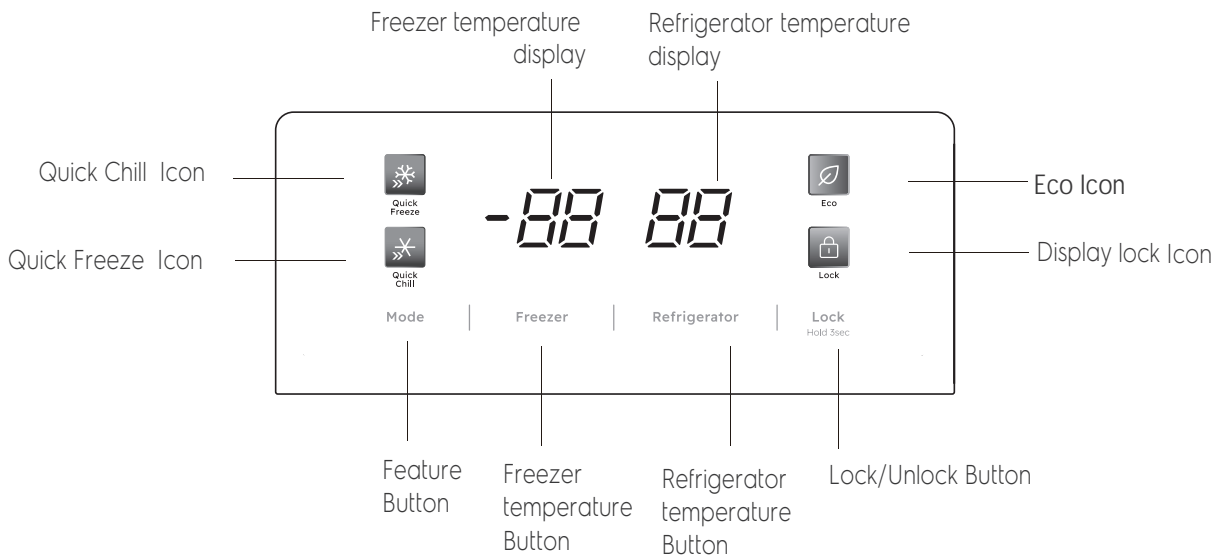 Freezer temperature
display
Refrigerator temperature
display
Quick Chill Icon
Quick
Freeze
-88
88
Eco
Eco Icon
Quick Freeze Icon
Quick
Chill
Lock
Display lock Icon
Mode
Freezer
Refrigerator
Lock
Hold 3sec
Feature
Button
Freezer
temperature
Button
Refrigerator
temperature
Button
Lock/Unlock Button